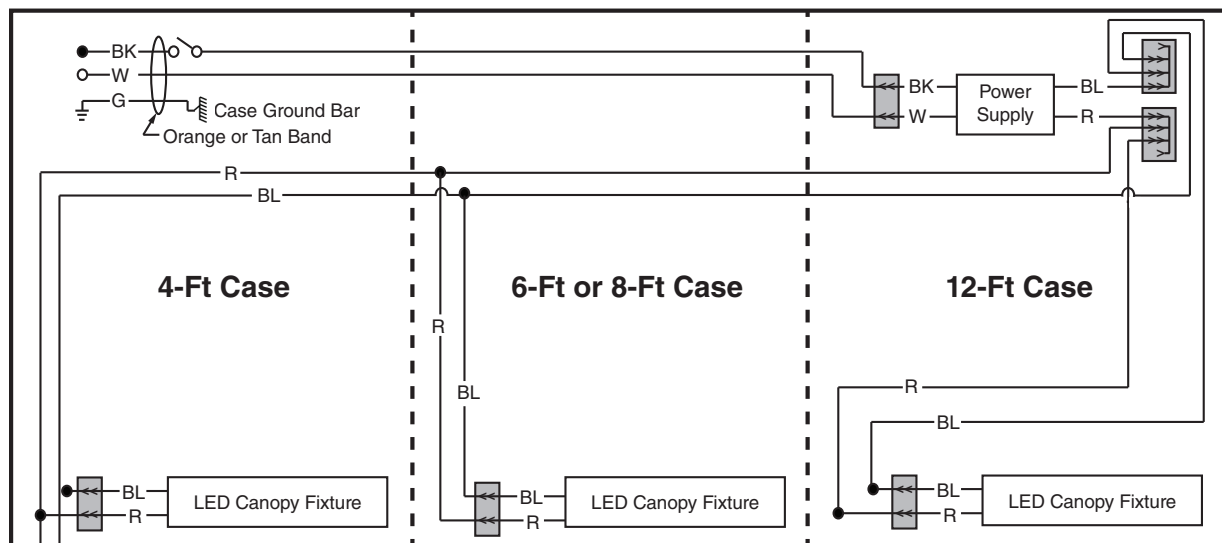 BK
W
G
Case Ground Bar
Orange or Tan Band
BK
W
Power
Supply
BL
R
R
BL
4-Ft Case
6-Ft or 8-Ft Case
12-Ft Case
R
BL
R
BL
BL
R
LED Canopy Fixture
BL
R
LED Canopy Fixture
BL
R
LED Canopy Fixture